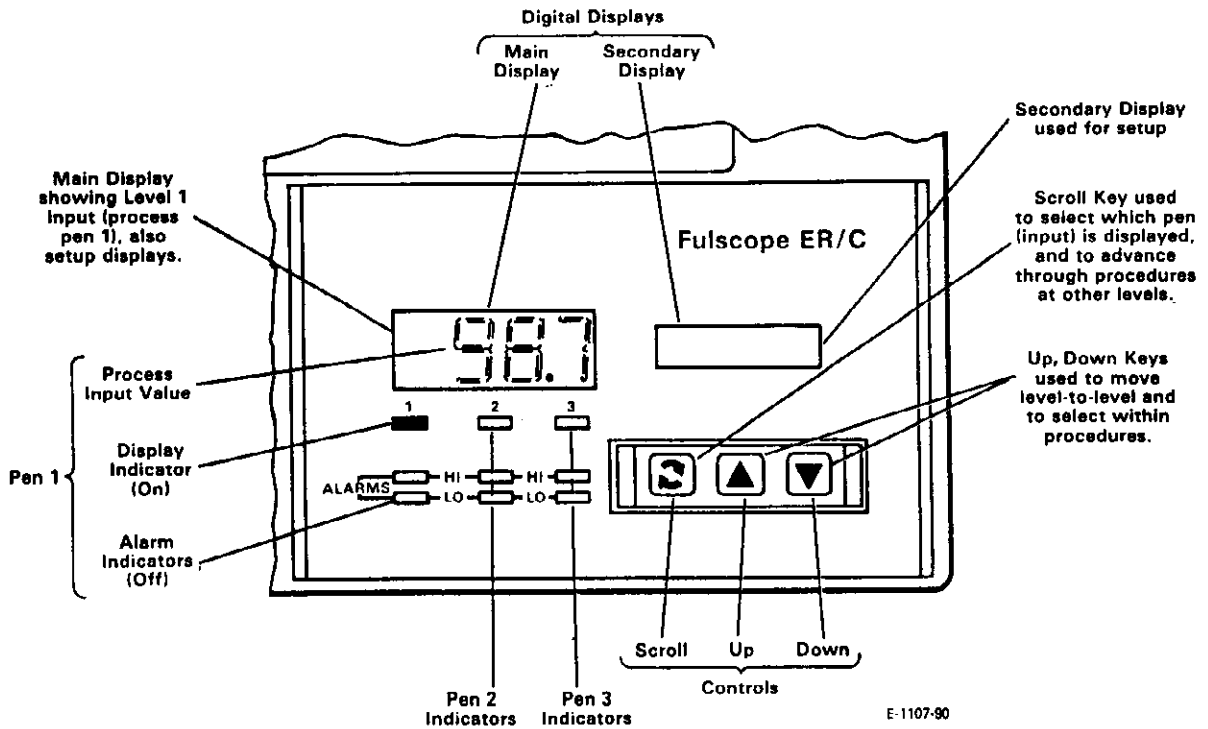 Digital Displays
Main
Display
Secondary
Display
Secondary Display
used for setup
Main Display
showing Level 1
input (process
pen 1), also
setup displays.
Scroll Key used
to select which pen
(input) is displayed,
and to advance
through procedures
at other levels.
Fulscope ER/C
98.7
Process
Input Value
Up, Down Keys
used to move
level-to-level and
to select within
procedures.
1 2 3
Pen 1
Display
Indicator
(On)
ALARMS HI HI
LO LO
Alarm
Indicators
(Off)
Scroll Up Down
Controls
Pen 2
Indicators
Pen 3
Indicators
E-1107-90